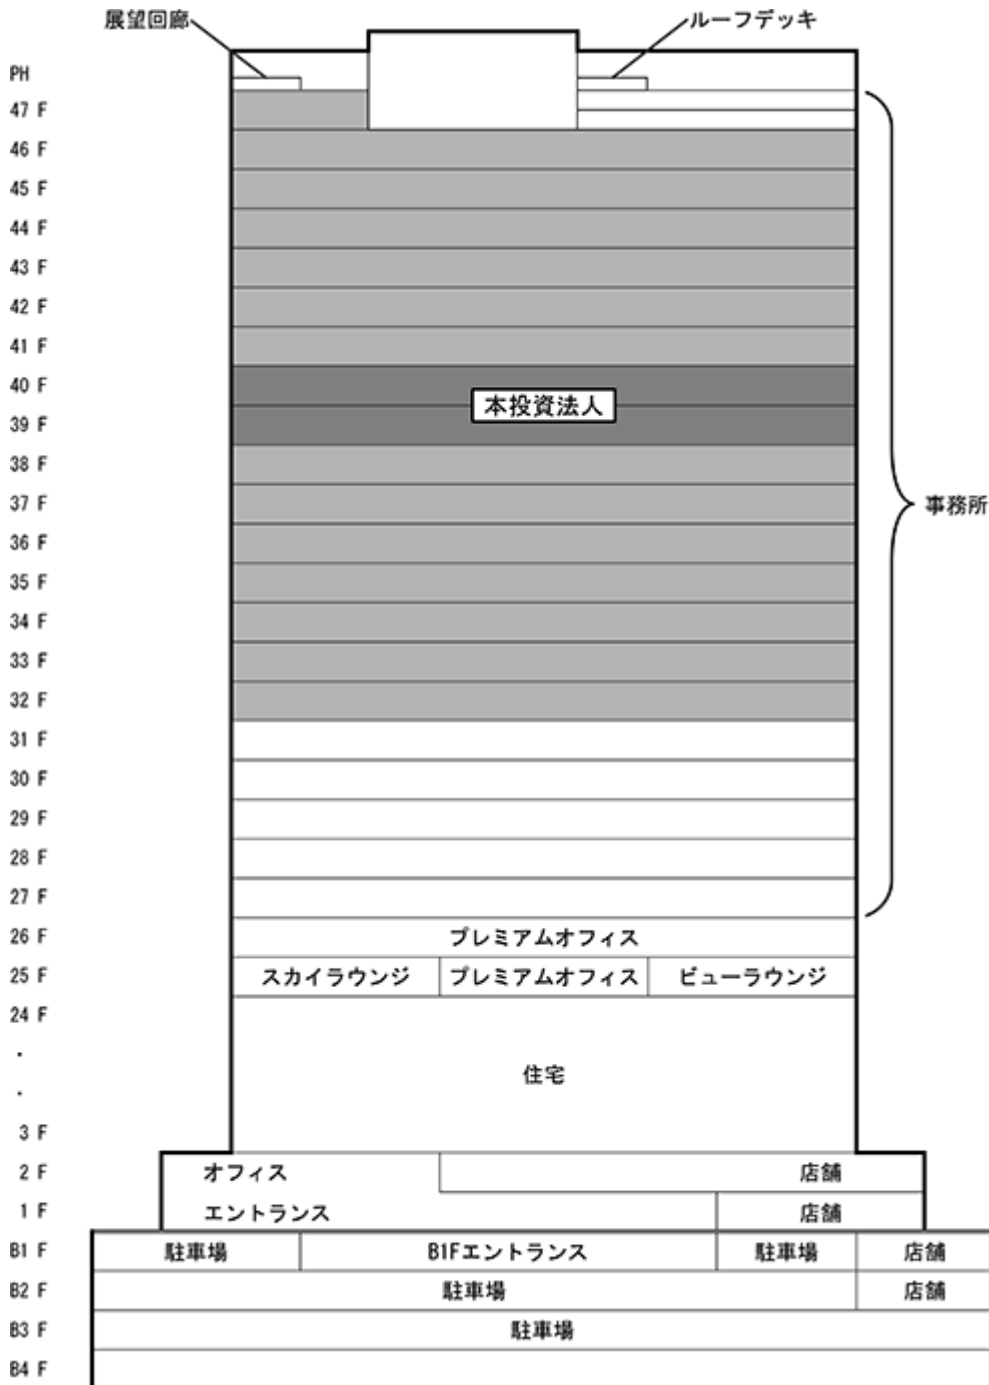 展望回廊
ルーフデッキ
PH
47 F
46 F
45 F
44 F
43 F
42 F
41 F
40 F
本投資法人
39 F
38 F
37 F
事務所
36 F
35 F
34 F
33 F
32 F
31 F
30 F
29 F
28 F
27 F
26 F プレミアムオフィス
25 F スカイラウンジ プレミアムオフィス ビューラウンジ
24 F
・
住宅
・
3 F
2 F オフィス 店舗
1 F エントランス 店舗
B1 F 駐車場 B1Fエントランス 駐車場 店舗
B2 F 駐車場 店舗
B3 F 駐車場
B4 F